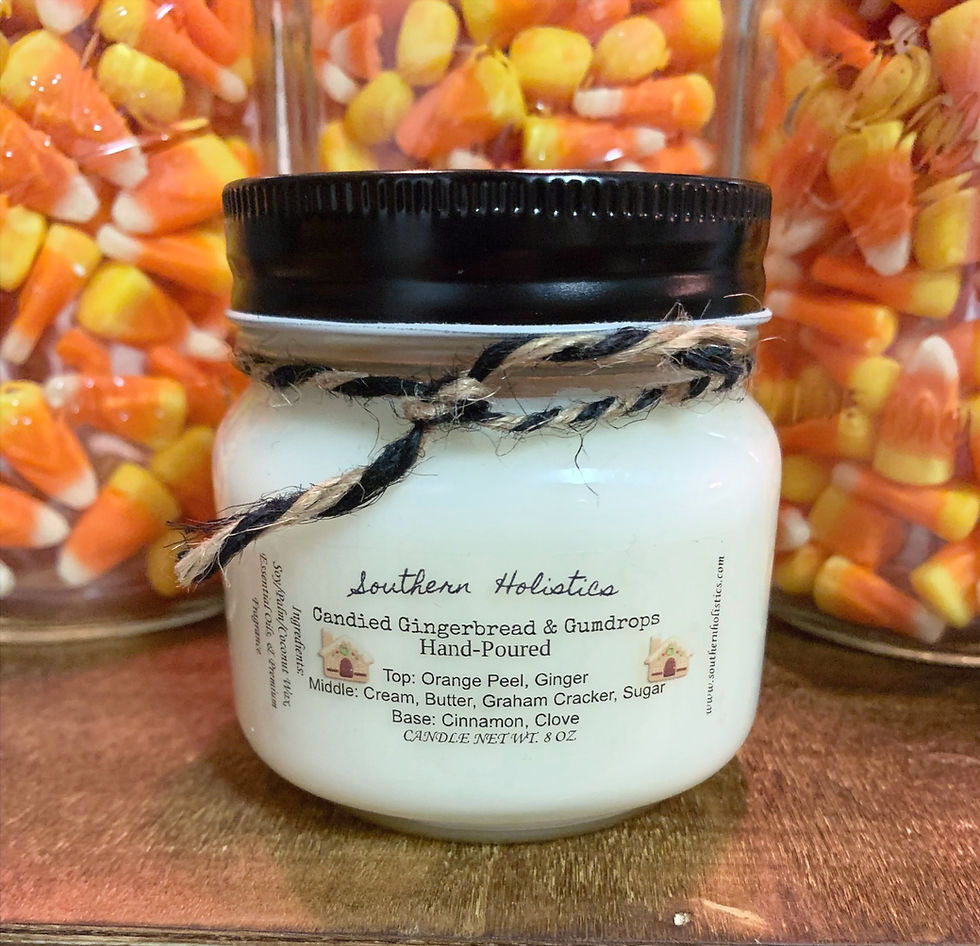 Southern Holistics
Candied Gingerbread & Gumdrops
Hand-Poured
Top: Orange Peel, Ginger
Middle: Cream, Butter, Graham Cracker, Sugar
Base: Cinnamon, Clove
CANDLE NET WT. 8 OZ
Ingredients:
Soy/Palm/Coconut Wax,
Essential Oils, & Premium
Fragrance
www.southernholistics.com